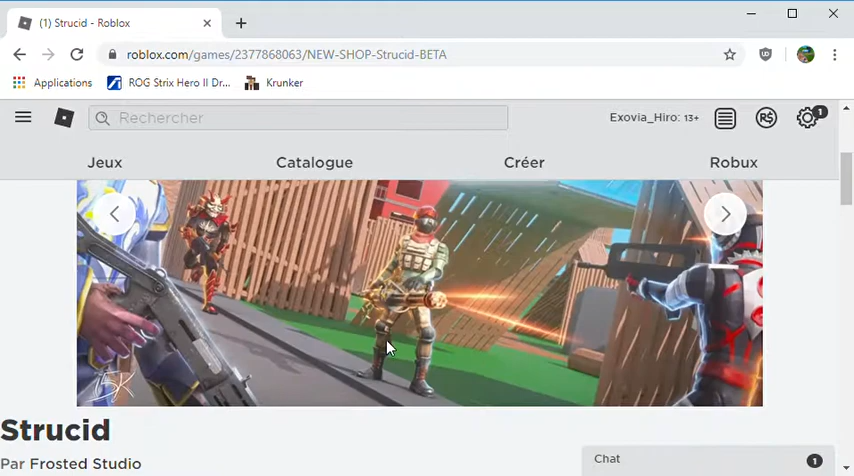 (1) Strucid - Roblox
roblox.com/games/2377868063/NEW-SHOP-Strucid-BETA
Applications ROG Strix Hero II Dr... Krunker
Rechercher Exovia_Hiro: 13+ R$ 1
Jeux Catalogue Créer Robux
Strucid
Par Frosted Studio
Chat 1